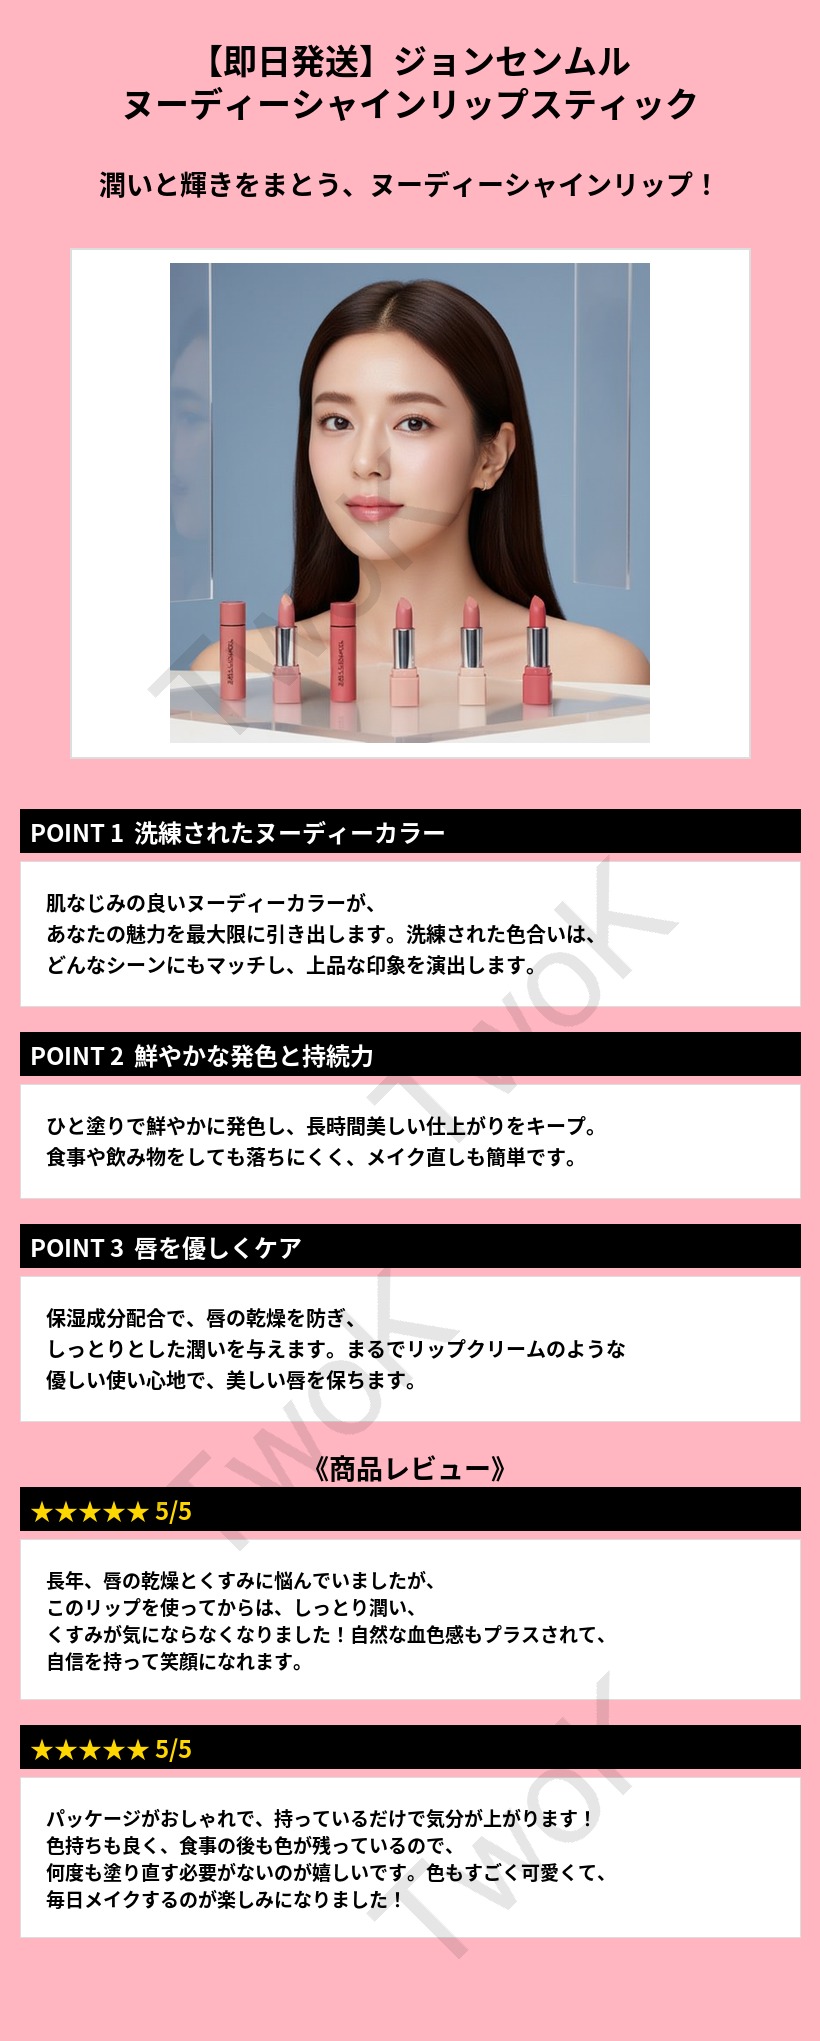 【即日発送】ジョンセンムル
ヌーディーシャインリップスティック
潤いと輝きをまとう、ヌーディーシャインリップ！
TwoK
POINT 1 洗練されたヌーディーカラー
肌なじみの良いヌーディーカラーが、
あなたの魅力を最大限に引き出します。洗練された色合いは、
どんなシーンにもマッチし、上品な印象を演出します。
TwoK
POINT 2 鮮やかな発色と持続力
ひと塗りで鮮やかに発色し、長時間美しい仕上がりをキープ。
食事や飲み物をしても落ちにくく、メイク直しも簡単です。
POINT 3 唇を優しくケア
保湿成分配合で、唇の乾燥を防ぎ、
しっとりとした潤いを与えます。まるでリップクリームのような
優しい使い心地で、美しい唇を保ちます。
TwoK
《商品レビュー》
★★★★★ 5/5
長年、唇の乾燥とくすみに悩んでいましたが、
このリップを使ってからは、しっとり潤い、
くすみが気にならなくなりました！自然な血色感もプラスされて、
自信を持って笑顔になれます。
★★★★★ 5/5
パッケージがおしゃれで、持っているだけで気分が上がります！
色持ちも良く、食事の後も色が残っているので、
何度も塗り直す必要がないのが嬉しいです。色もすごく可愛くて、
毎日メイクするのが楽しみになりました！
TwoK